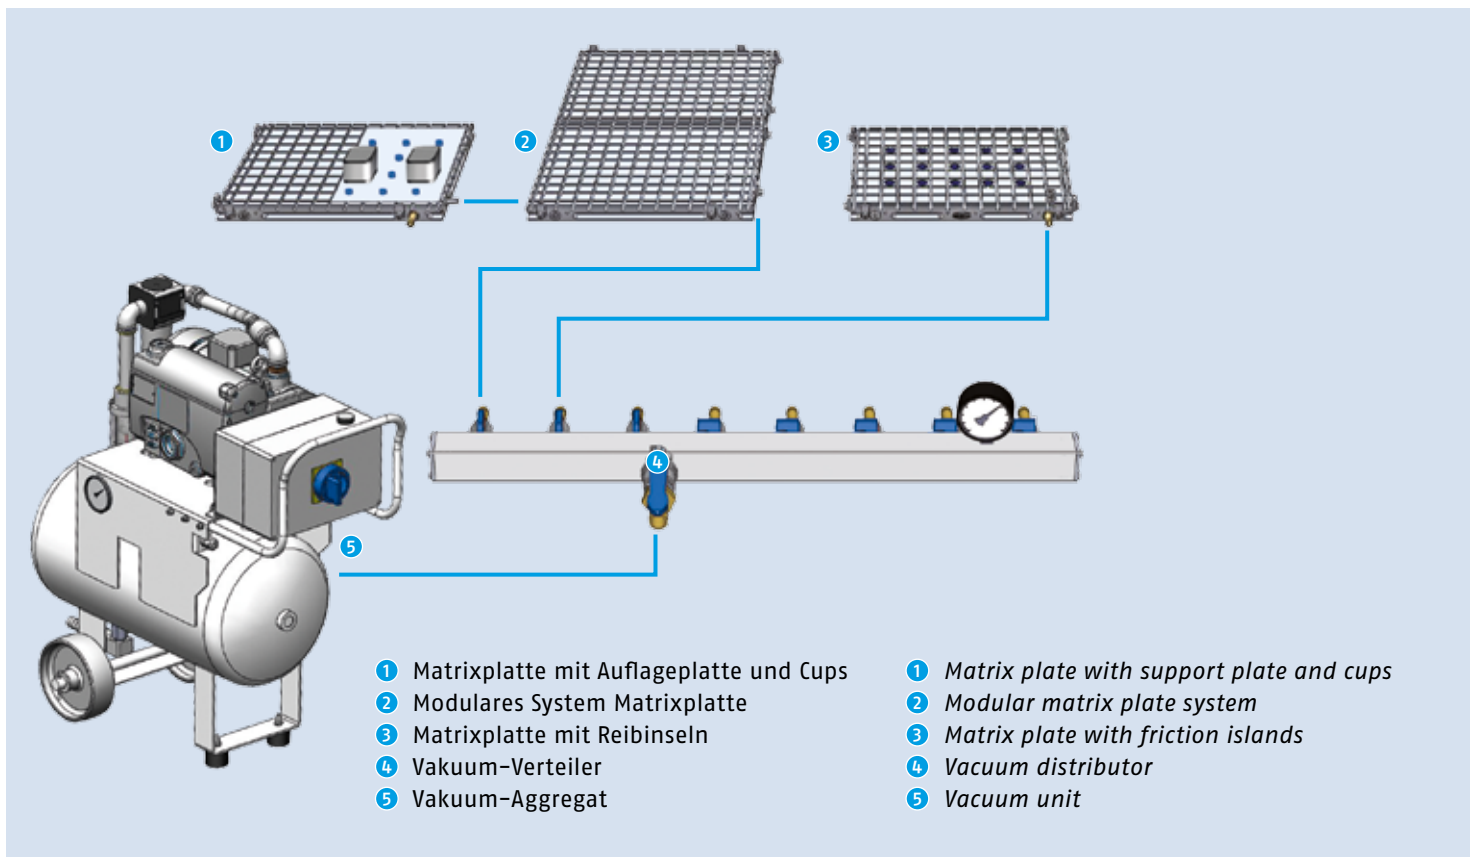 1
2
3
4
5
1 Matrixplatte mit Auflageplatte und Cups
2 Modulares System Matrixplatte
3 Matrixplatte mit Reibinseln
4 Vakuum-Verteiler
5 Vakuum-Aggregat
1 Matrix plate with support plate and cups
2 Modular matrix plate system
3 Matrix plate with friction islands
4 Vacuum distributor
5 Vacuum unit